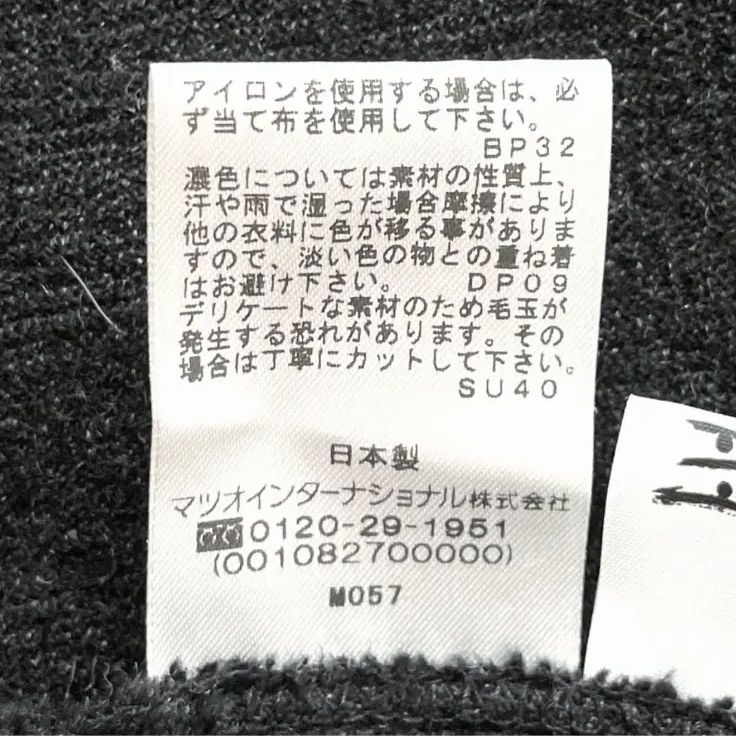 アイロンを使用する場合は、必
ず当て布を使用して下さい。
BP32
濃色については素材の性質上、
汗や雨で湿った場合摩擦により
他の衣料に色が移る事がありま
すので、淡い色の物との重ね着
はお避け下さい。 DP09
デリケートな素材のため毛玉が
発生する恐れがあります。その
場合は丁寧にカットして下さい。
SU40
日本製
マツオインターナショナル株式会社
0120-29-1951
(001082700000)
M057